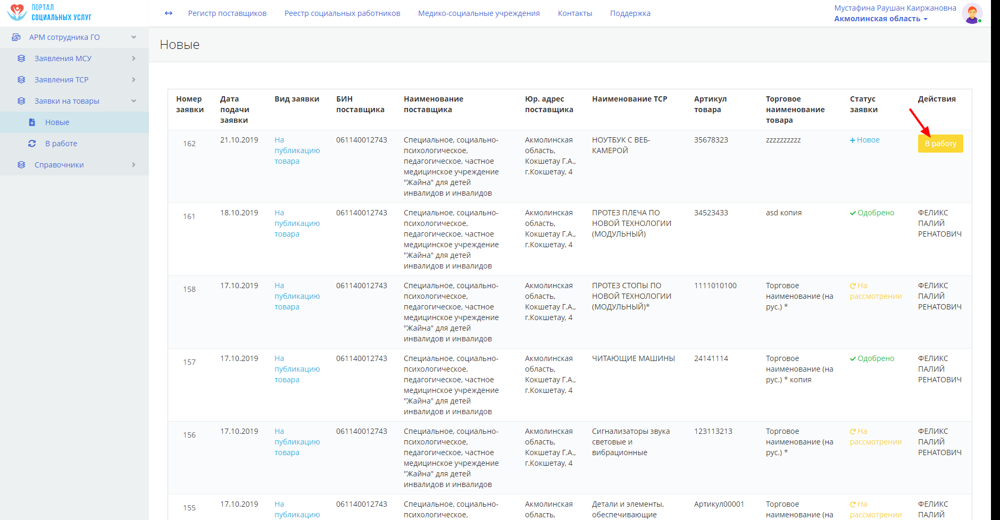 ПОРТАЛ
СОЦИАЛЬНЫХ УСЛУГ
Регистр поставщиков Реестр социальных работников Медико-социальные учреждения Контакты Поддержка
Мустафина Раушан Каиржановна
Акмолинская область
АРМ сотрудника ГО
Заявления МСУ
Заявления ТСР
Заявки на товары
Новые
В работе
Справочники
Новые
Номер заявки Дата подачи заявки Вид заявки БИН поставщика Наименование поставщика Юр. адрес поставщика Наименование ТСР Артикул товара Торговое наименование товара Статус заявки Действия
162 21.10.2019 На публикацию товара 061140012743 Специальное, социально-психологическое, педагогическое, частное медицинское учреждение "Жайна" для детей инвалидов и инвалидов Акмолинская область, Кокшетау Г.А., г.Кокшетау, 4 НОУТБУК С ВЕБ-КАМЕРОЙ 35678323 zzzzzzzzzz Новое В работу
161 18.10.2019 На публикацию товара 061140012743 Специальное, социально-психологическое, педагогическое, частное медицинское учреждение "Жайна" для детей инвалидов и инвалидов Акмолинская область, Кокшетау Г.А., г.Кокшетау, 4 ПРОТЕЗ ПЛЕЧА ПО НОВОЙ ТЕХНОЛОГИИ (МОДУЛЬНЫЙ) 34523433 asd копия Одобрено ФЕЛИКС ПАЛИЙ РЕНАТОВИЧ
158 17.10.2019 На публикацию товара 061140012743 Специальное, социально-психологическое, педагогическое, частное медицинское учреждение "Жайна" для детей инвалидов и инвалидов Акмолинская область, Кокшетау Г.А., г.Кокшетау, 4 ПРОТЕЗ СТОПЫ ПО НОВОЙ ТЕХНОЛОГИИ (МОДУЛЬНЫЙ)* 1111010100 Торговое наименование (на рус.) * На рассмотрении ФЕЛИКС ПАЛИЙ РЕНАТОВИЧ
157 17.10.2019 На публикацию товара 061140012743 Специальное, социально-психологическое, педагогическое, частное медицинское учреждение "Жайна" для детей инвалидов и инвалидов Акмолинская область, Кокшетау Г.А., г.Кокшетау, 4 ЧИТАЮЩИЕ МАШИНЫ 24141114 Торговое наименование (на рус.) * копия Одобрено ФЕЛИКС ПАЛИЙ РЕНАТОВИЧ
156 17.10.2019 На публикацию товара 061140012743 Специальное, социально-психологическое, педагогическое, частное медицинское учреждение "Жайна" для детей инвалидов и инвалидов Акмолинская область, Кокшетау Г.А., г.Кокшетау, 4 Сигнализаторы звука световые и вибрационные 123113213 Торговое наименование (на рус.) * На рассмотрении ФЕЛИКС ПАЛИЙ РЕНАТОВИЧ
155 17.10.2019 На публикацию 061140012743 Специальное, социально-психологическое, Акмолинская область, Детали и элементы, обеспечивающие Артикул00001 Торговое наименование (на На рассмотрении ФЕЛИКС ПАЛИЙ